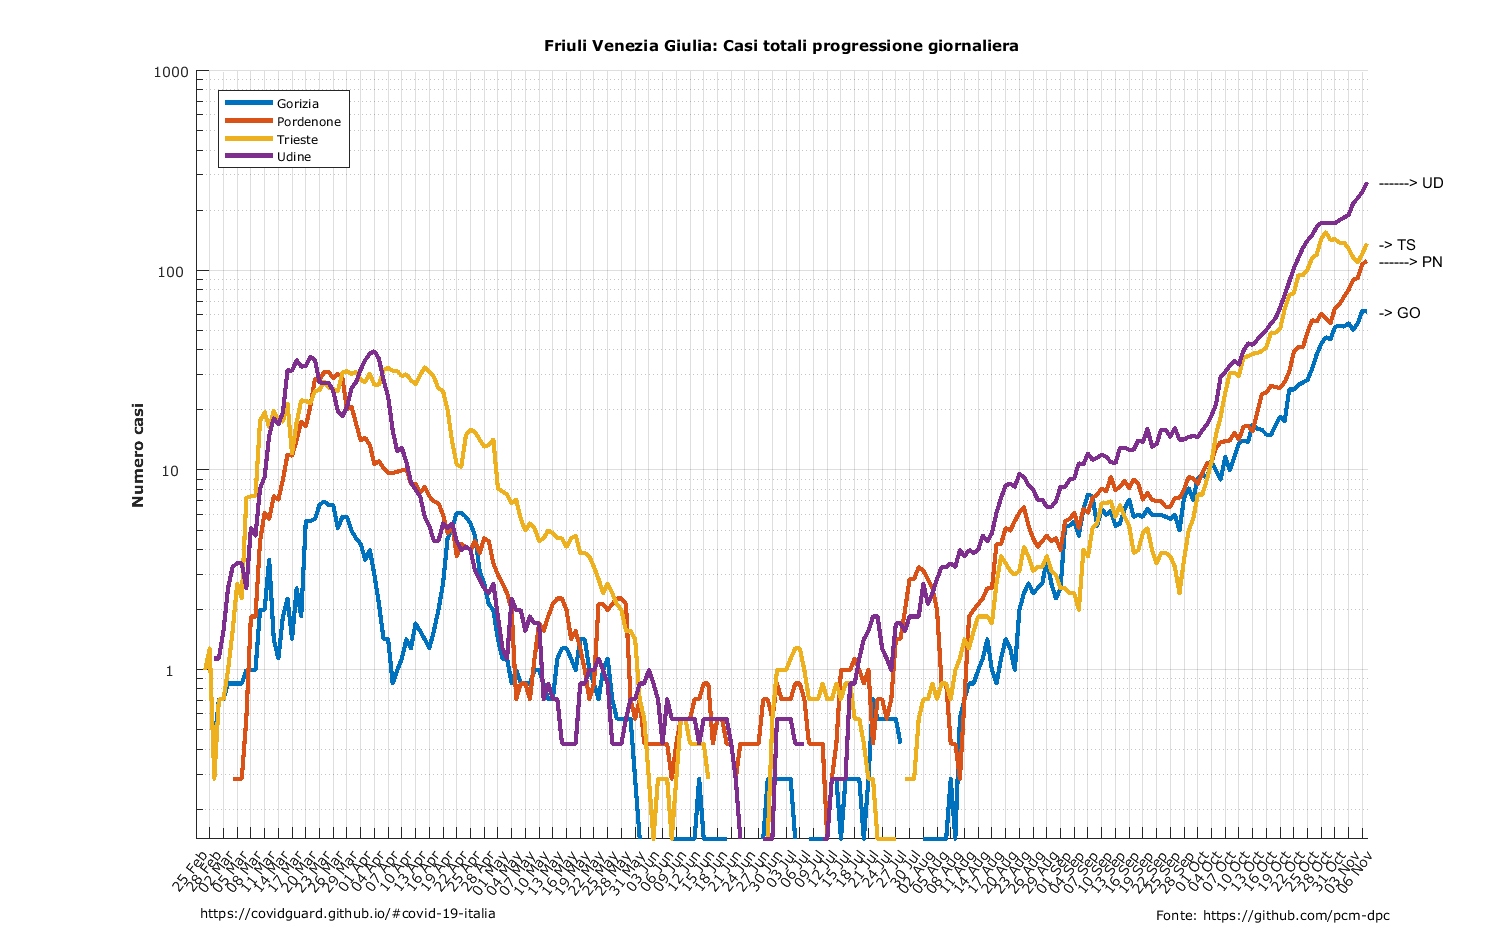 Friuli Venezia Giulia: Casi totali progressione giornaliera
1000
100
10
1
Numero casi
Gorizia
Pordenone
Trieste
Udine
------> UD
-> TS
------> PN
-> GO
25 Feb
28 Feb
02 Mar
05 Mar
08 Mar
11 Mar
14 Mar
17 Mar
20 Mar
23 Mar
26 Mar
29 Mar
01 Apr
04 Apr
07 Apr
10 Apr
13 Apr
16 Apr
19 Apr
22 Apr
25 Apr
28 Apr
01 May
04 May
07 May
10 May
13 May
16 May
19 May
22 May
25 May
28 May
31 May
03 Jun
06 Jun
09 Jun
12 Jun
15 Jun
18 Jun
21 Jun
24 Jun
27 Jun
30 Jun
03 Jul
06 Jul
09 Jul
12 Jul
15 Jul
18 Jul
21 Jul
24 Jul
27 Jul
30 Jul
02 Aug
05 Aug
08 Aug
11 Aug
14 Aug
17 Aug
20 Aug
23 Aug
26 Aug
29 Aug
01 Sep
04 Sep
07 Sep
10 Sep
13 Sep
16 Sep
19 Sep
22 Sep
25 Sep
28 Sep
01 Oct
04 Oct
07 Oct
10 Oct
13 Oct
16 Oct
19 Oct
22 Oct
25 Oct
28 Oct
31 Oct
03 Nov
06 Nov
https://covidguard.github.io/#covid-19-italia
Fonte: https://github.com/pcm-dpc